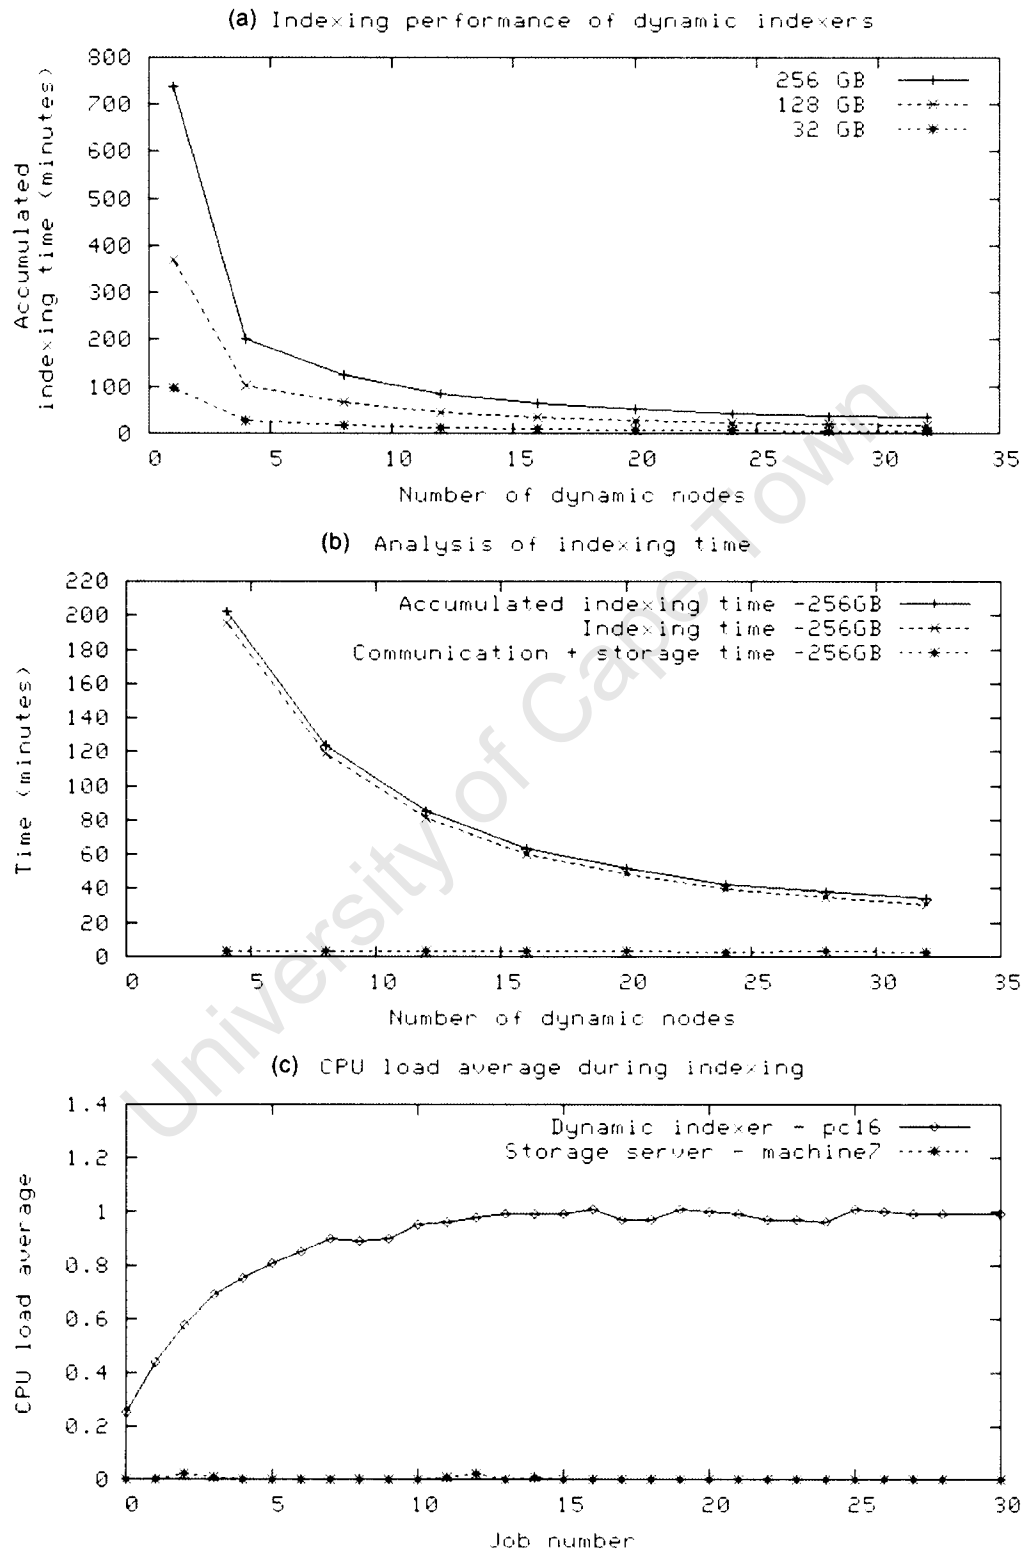 (a) Indexing performance of dynamic indexers
800
700
600
500
400
300
200
100
0
Accumulated
indexing time (minutes)
256 GB
128 GB
32 GB
0 5 10 15 20 25 30 35
Number of dynamic nodes
(b) Analysis of indexing time
220
200
180
160
140
120
100
80
60
40
20
0
Time (minutes)
Accumulated indexing time -256GB
Indexing time -256GB
Communication + storage time -256GB
0 5 10 15 20 25 30 35
Number of dynamic nodes
(c) CPU load average during indexing
1.4
1.2
1
0.8
0.6
0.4
0.2
0
CPU load average
Dynamic indexer - pc16
Storage server - machine7
0 5 10 15 20 25 30
Job number
University of Cape Town